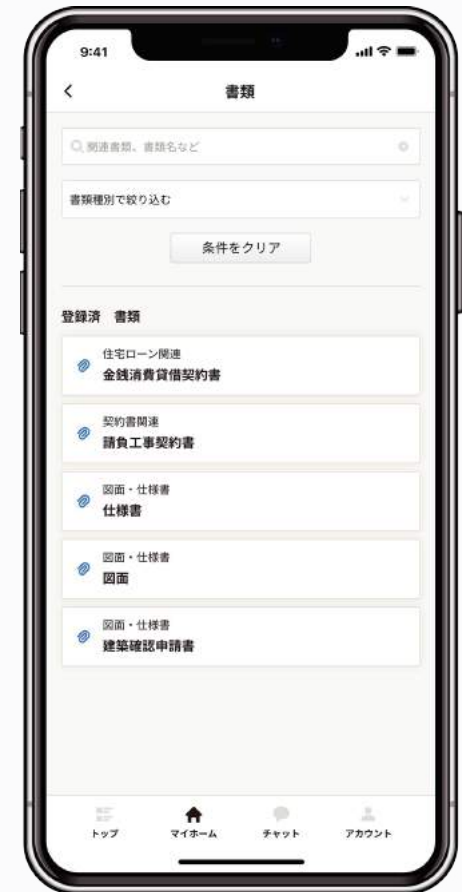 9:41
書類
関連書類、書類名など
書類種別で絞り込む
条件をクリア
登録済　書類
住宅ローン関連
金銭消費貸借契約書
契約書関連
請負工事契約書
図面・仕様書
仕様書
図面・仕様書
図面
図面・仕様書
建築確認申請書
トップ
マイホーム
チャット
アカウント